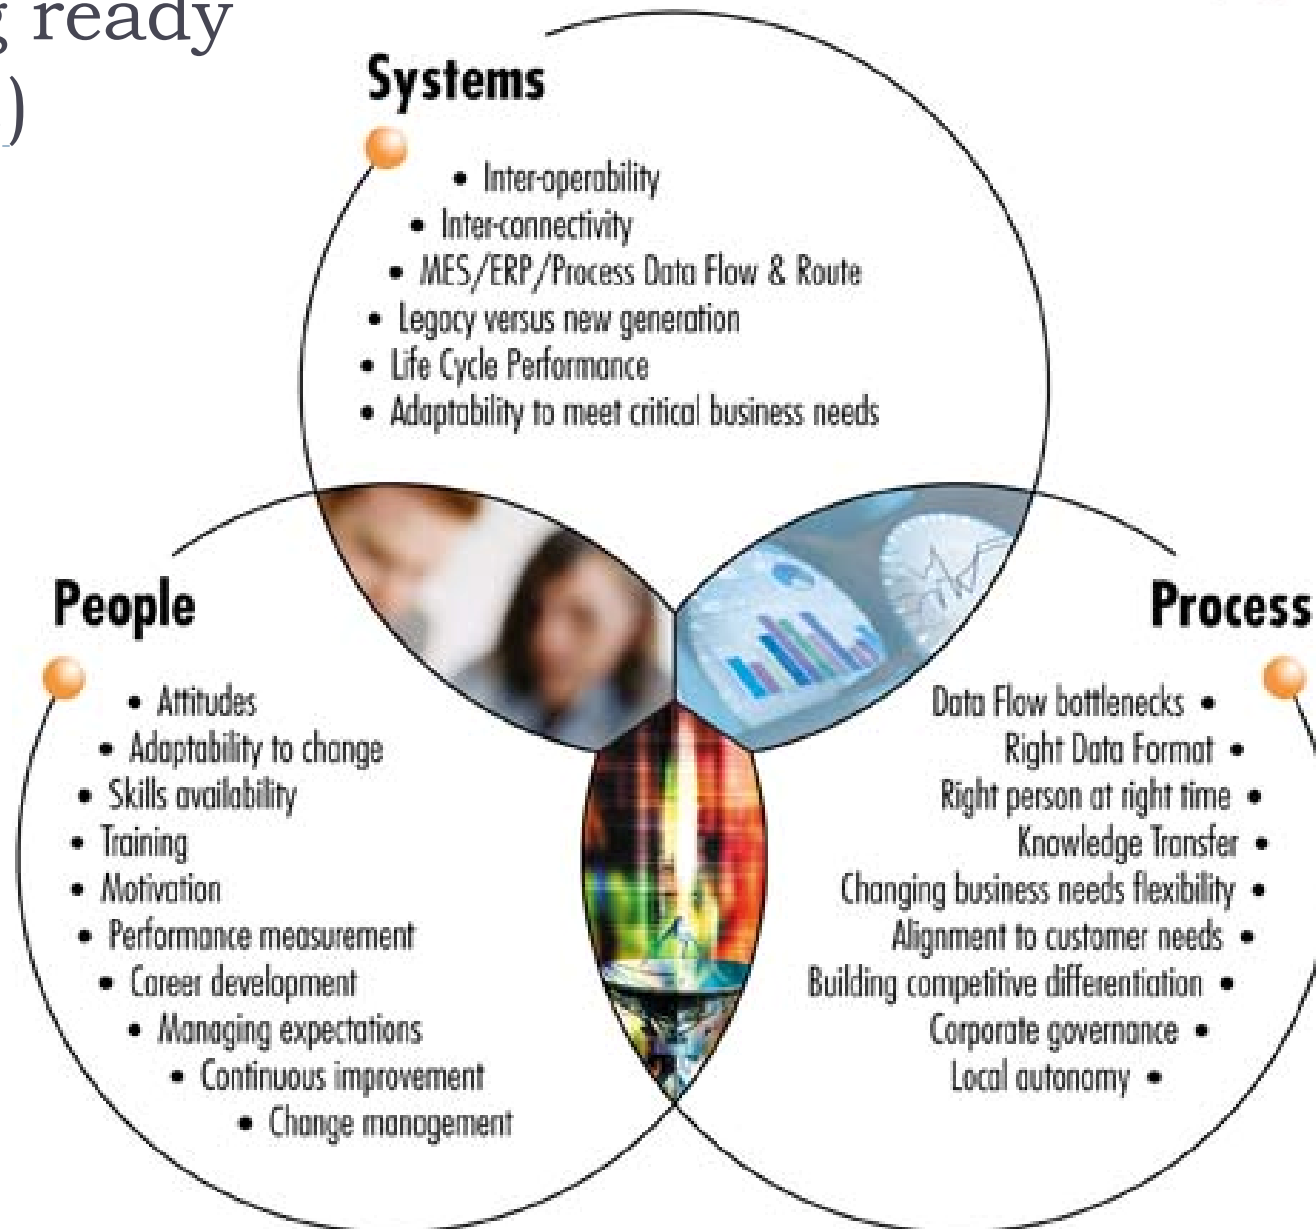 g ready
)
Systems
• Inter-operability
• Inter-connectivity
• MES/ERP/Process Data Flow & Route
• Legacy versus new generation
• Life Cycle Performance
• Adaptability to meet critical business needs
People
• Attitudes
• Adaptability to change
• Skills availability
• Training
• Motivation
• Performance measurement
• Career development
• Managing expectations
• Continuous improvement
• Change management
Process
Data Flow bottlenecks •
Right Data Format •
Right person at right time •
Knowledge Transfer •
Changing business needs flexibility •
Alignment to customer needs •
Building competitive differentiation •
Corporate governance •
Local autonomy •